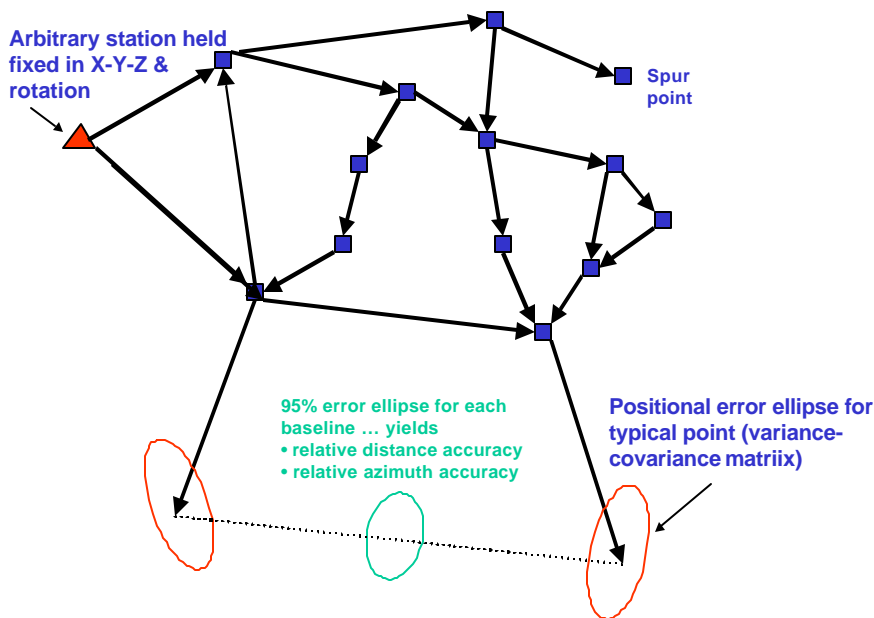 Arbitrary station held
fixed in X-Y-Z &
rotation
Spur
point
95% error ellipse for each
baseline … yields
• relative distance accuracy
• relative azimuth accuracy
Positional error ellipse for
typical point (variance-
covariance matriix)